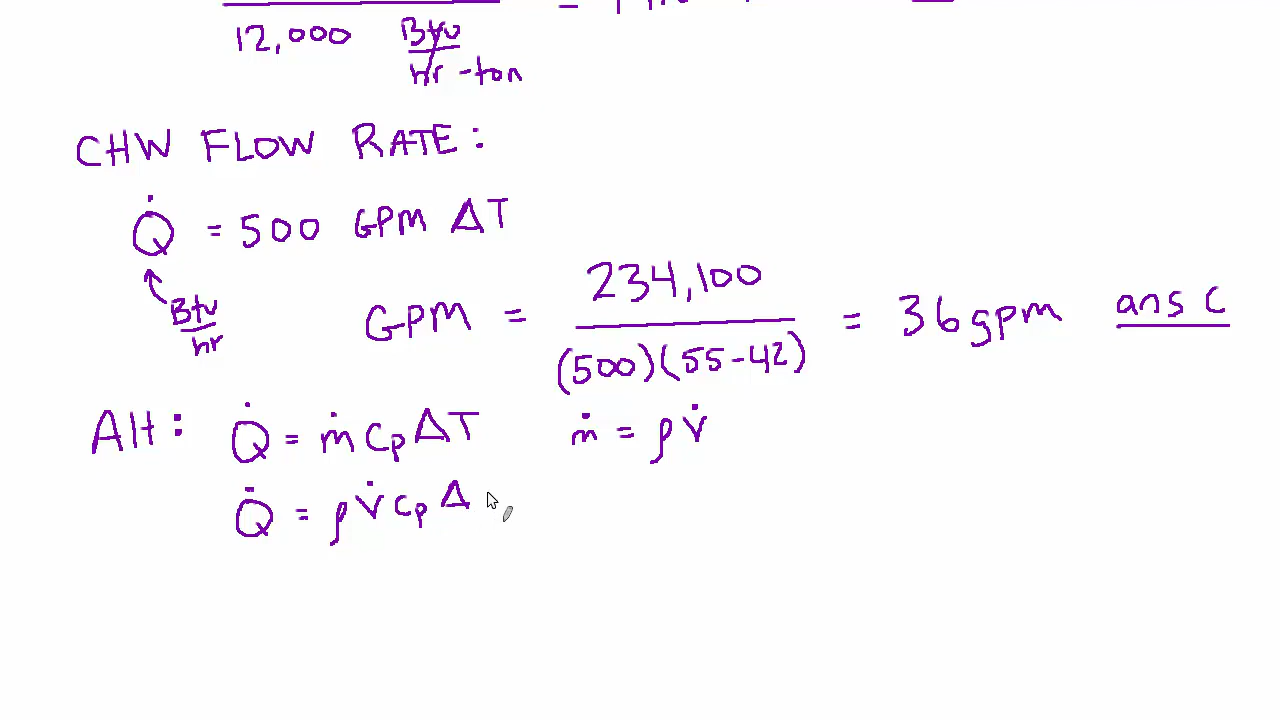 12,000 Btu/hr-ton
CHW FLOW RATE:
Q̇ = 500 GPM ΔT
Btu/hr
GPM = 234,100/(500)(55-42) = 36 gpm ans C
Alt: Q̇ = ṁ Cp ΔT ṁ = ρV̇
Q̇ = ρ V̇ Cp Δ